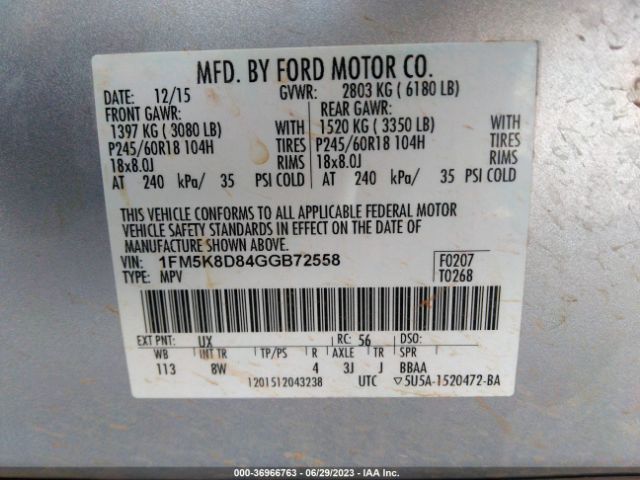 MFD. BY FORD MOTOR CO.
DATE: 12/15 GVWR: 2803 KG ( 6180 LB)
FRONT GAWR: REAR GAWR:
1397 KG ( 3080 LB) WITH 1520 KG ( 3350 LB) WITH
P245/60R18 104H TIRES P245/60R18 104H TIRES
18x8.0J RIMS 18x8.0J RIMS
AT 240 kPa/ 35 PSI COLD AT 240 kPa/ 35 PSI COLD
THIS VEHICLE CONFORMS TO ALL APPLICABLE FEDERAL MOTOR
VEHICLE SAFETY STANDARDS IN EFFECT ON THE DATE OF
MANUFACTURE SHOWN ABOVE.
VIN: 1FM5K8D84GGB72558 F0207
TYPE: MPV T0268
EXT PNT: UX RC: 56 DSO:
WB INT TR TP/PS R AXLE TR SPR
113 8W 4 3J J BBAA
1201512043238 UTC ▽5U5A-1520472-BA
000-36966763 - 06/29/2023 - IAA Inc.